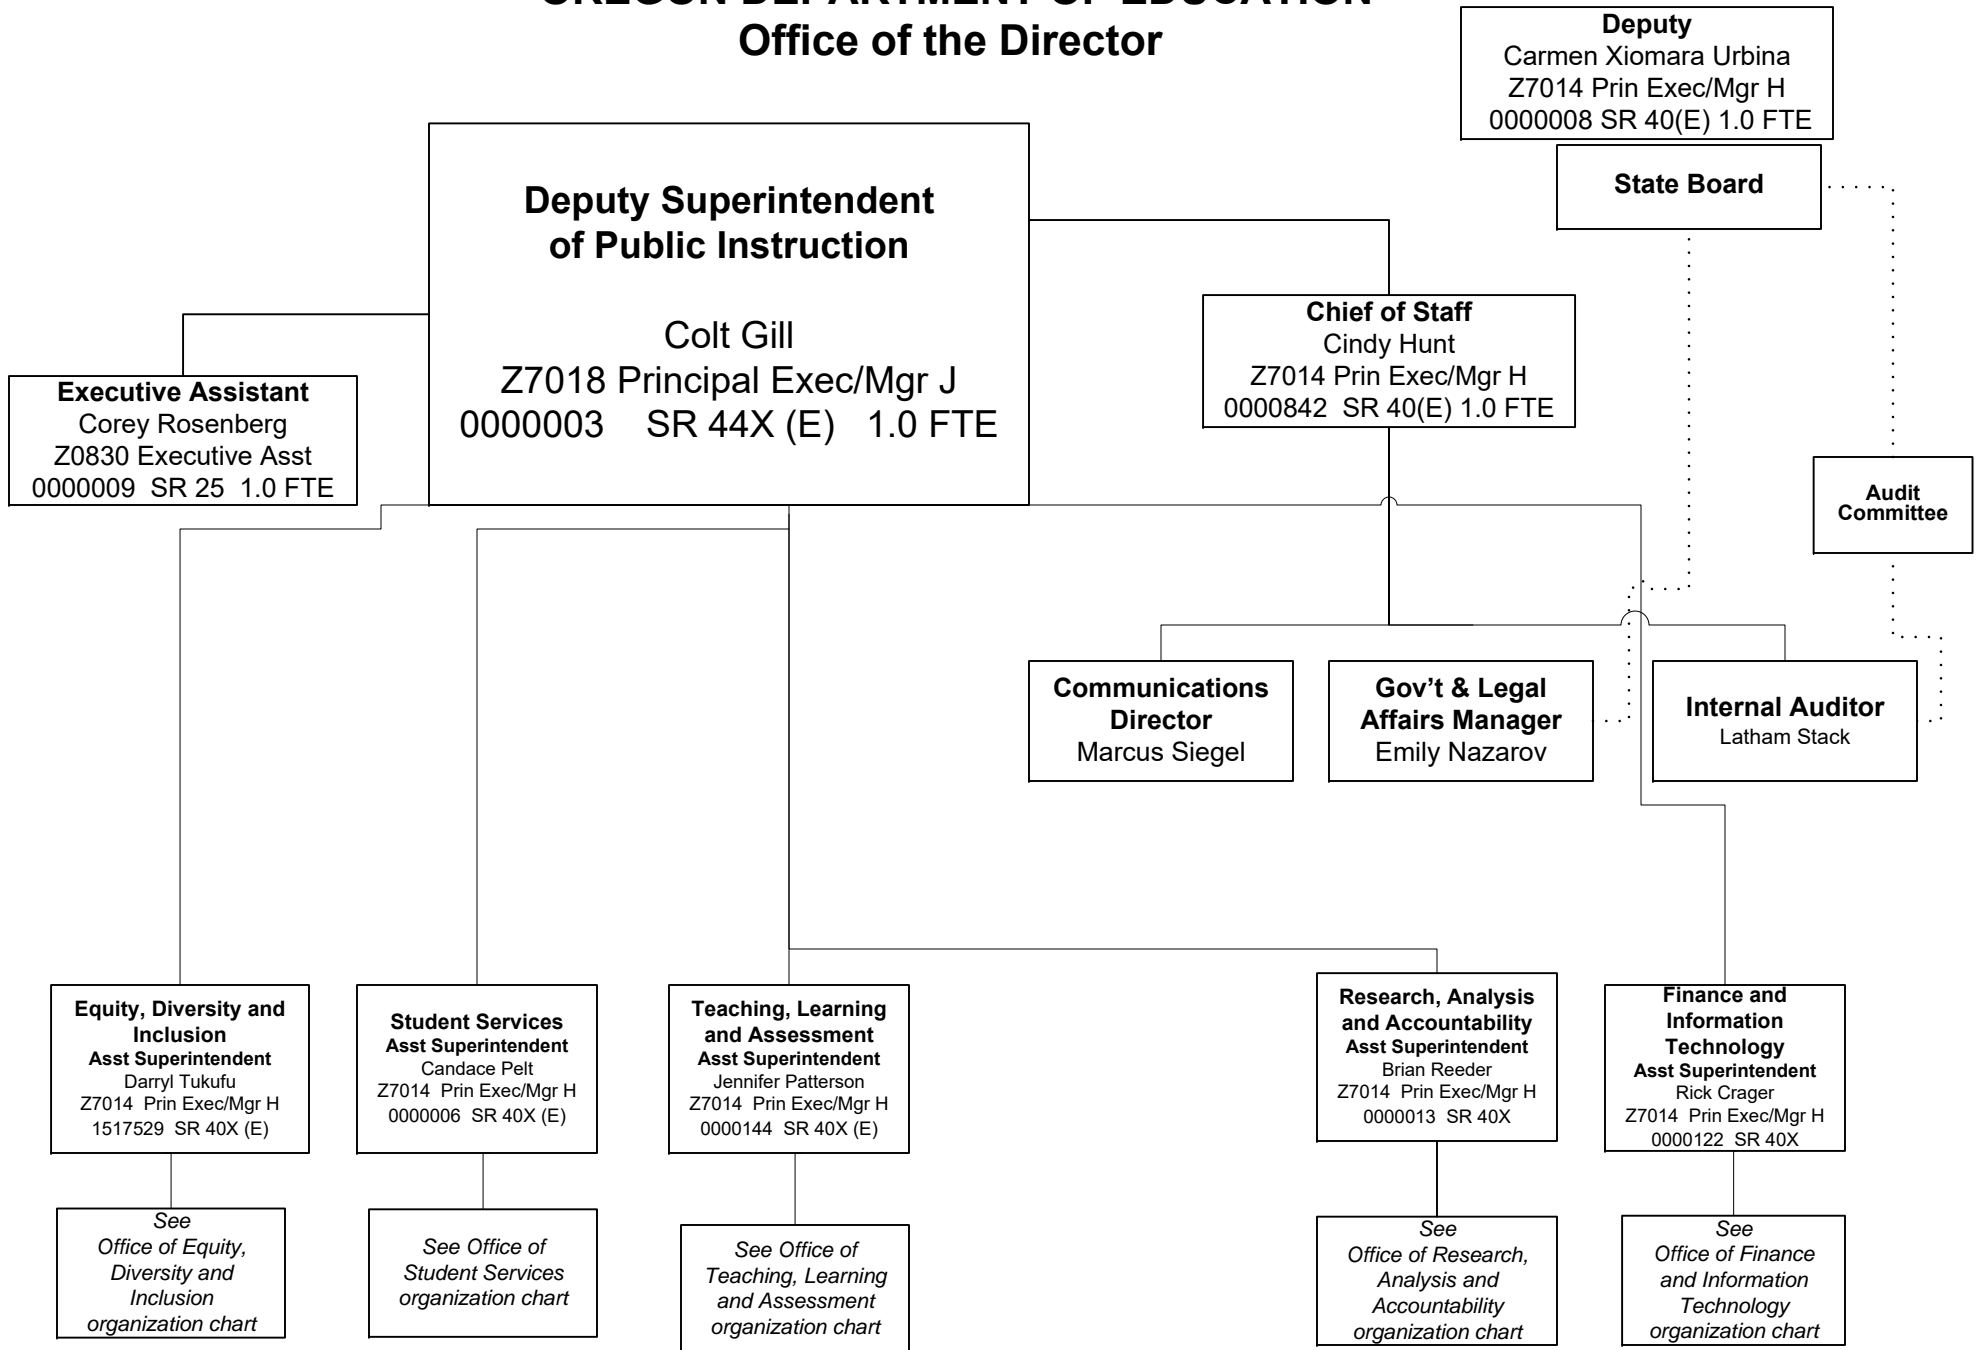 OREGON DEPARTMENT OF EDUCATION
Office of the Director
Deputy
Carmen Xiomara Urbina
Z7014 Prin Exec/Mgr H
0000008 SR 40(E) 1.0 FTE
State Board
Deputy Superintendent
of Public Instruction
Colt Gill
Z7018 Principal Exec/Mgr J
0000003 SR 44X (E) 1.0 FTE
Chief of Staff
Cindy Hunt
Z7014 Prin Exec/Mgr H
0000842 SR 40(E) 1.0 FTE
Executive Assistant
Corey Rosenberg
Z0830 Executive Asst
0000009 SR 25 1.0 FTE
Audit
Committee
Communications
Director
Marcus Siegel
Gov't & Legal
Affairs Manager
Emily Nazarov
Internal Auditor
Latham Stack
Equity, Diversity and
Inclusion
Asst Superintendent
Darryl Tukufu
Z7014 Prin Exec/Mgr H
1517529 SR 40X (E)
Student Services
Asst Superintendent
Candace Pelt
Z7014 Prin Exec/Mgr H
0000006 SR 40X (E)
Teaching, Learning
and Assessment
Asst Superintendent
Jennifer Patterson
Z7014 Prin Exec/Mgr H
0000144 SR 40X (E)
Research, Analysis
and Accountability
Asst Superintendent
Brian Reeder
Z7014 Prin Exec/Mgr H
0000013 SR 40X
Finance and
Information
Technology
Asst Superintendent
Rick Crager
Z7014 Prin Exec/Mgr H
0000122 SR 40X
See
Office of Equity,
Diversity and
Inclusion
organization chart
See Office of
Student Services
organization chart
See Office of
Teaching, Learning
and Assessment
organization chart
See
Office of Research,
Analysis and
Accountability
organization chart
See
Office of Finance
and Information
Technology
organization chart